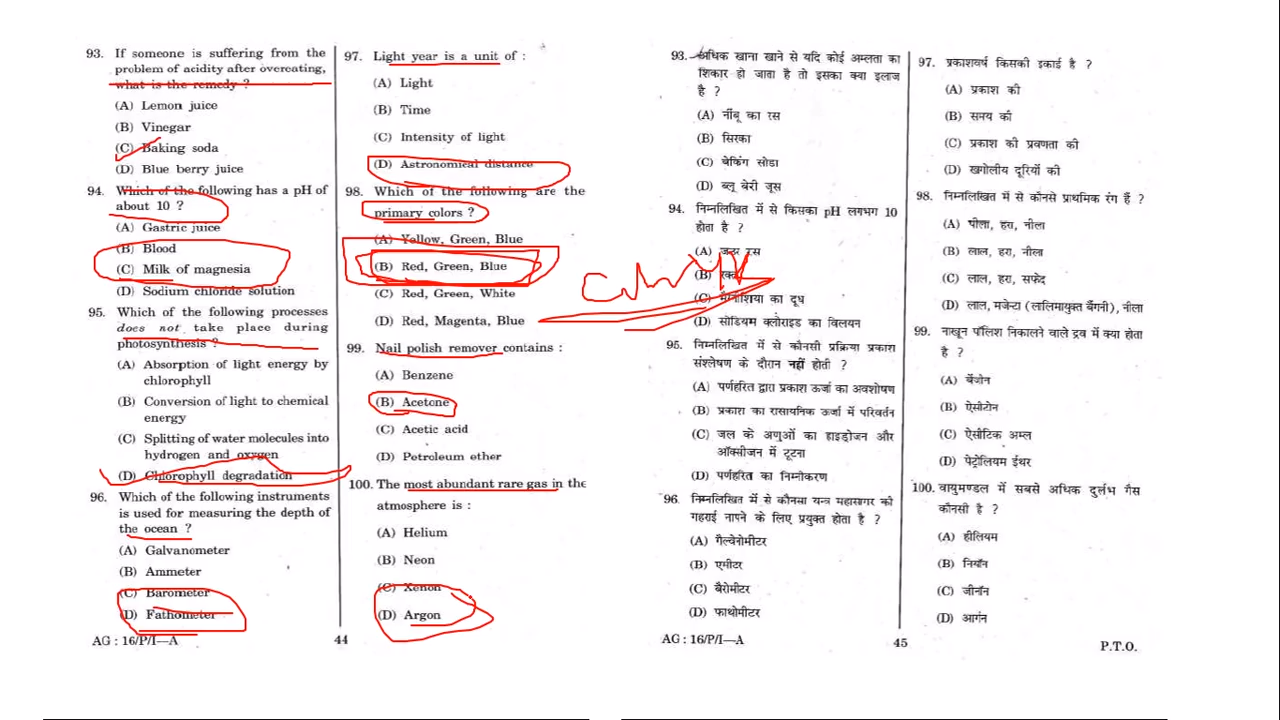 93. If someone is suffering from the
problem of acidity after overeating,
what is the remedy ?
(A) Lemon juice
(B) Vinegar
(C) Baking soda
(D) Blue berry juice
94. Which of the following has a pH of
about 10 ?
(A) Gastric juice
(B) Blood
(C) Milk of magnesia
(D) Sodium chloride solution
95. Which of the following processes
does not take place during
photosynthesis ?
(A) Absorption of light energy by
chlorophyll
(B) Conversion of light to chemical
energy
(C) Splitting of water molecules into
hydrogen and oxygen
(D) Chlorophyll degradation
96. Which of the following instruments
is used for measuring the depth of
the ocean ?
(A) Galvanometer
(B) Ammeter
(C) Barometer
(D) Fathometer
AG : 16/P/I—A
44
97. Light year is a unit of :
(A) Light
(B) Time
(C) Intensity of light
(D) Astronomical distance
98. Which of the following are the
primary colors ?
(A) Yellow, Green, Blue
(B) Red, Green, Blue
(C) Red, Green, White
(D) Red, Magenta, Blue
99. Nail polish remover contains :
(A) Benzene
(B) Acetone
(C) Acetic acid
(D) Petroleum ether
100. The most abundant rare gas in the
atmosphere is :
(A) Helium
(B) Neon
(C) Xenon
(D) Argon
CMYK
93. अधिक खाना खाने से यदि कोई अम्लता का
शिकार हो जाता है तो इसका क्या इलाज
है ?
(A) नींबू का रस
(B) सिरका
(C) बेकिंग सोडा
(D) ब्लू बेरी जूस
94. निम्नलिखित में से किसका pH लगभग 10
होता है ?
(A) जठर रस
(B) रक्त
(C) मैग्नीशिया का दूध
(D) सोडियम क्लोराइड का विलयन
95. निम्नलिखित में से कौनसी प्रक्रिया प्रकाश
संश्लेषण के दौरान नहीं होती ?
(A) पर्णहरित द्वारा प्रकाश ऊर्जा का अवशोषण
(B) प्रकाश का रासायनिक ऊर्जा में परिवर्तन
(C) जल के अणुओं का हाइड्रोजन और
ऑक्सीजन में टूटना
(D) पर्णहरित का निम्नीकरण
96. निम्नलिखित में से कौनसा यन्त्र महासागर की
गहराई नापने के लिए प्रयुक्त होता है ?
(A) गैल्वेनोमीटर
(B) एमीटर
(C) बैरोमीटर
(D) फाथोमीटर
AG : 16/P/I—A
45
97. प्रकाशवर्ष किसकी इकाई है ?
(A) प्रकाश की
(B) समय की
(C) प्रकाश की प्रवणता की
(D) खगोलीय दूरियों की
98. निम्नलिखित में से कौनसे प्राथमिक रंग हैं ?
(A) पीला, हरा, नीला
(B) लाल, हरा, नीला
(C) लाल, हरा, सफेद
(D) लाल, मजेन्टा (लालिमायुक्त बैंगनी), नीला
99. नाखून पॉलिश निकालने वाले द्रव में क्या होता
है ?
(A) बेंजीन
(B) ऐसीटोन
(C) ऐसीटिक अम्ल
(D) पेट्रोलियम ईथर
100. वायुमण्डल में सबसे अधिक दुर्लभ गैस
कौनसी है ?
(A) हीलियम
(B) नियॉन
(C) जीनॉन
(D) आर्गन
P.T.O.